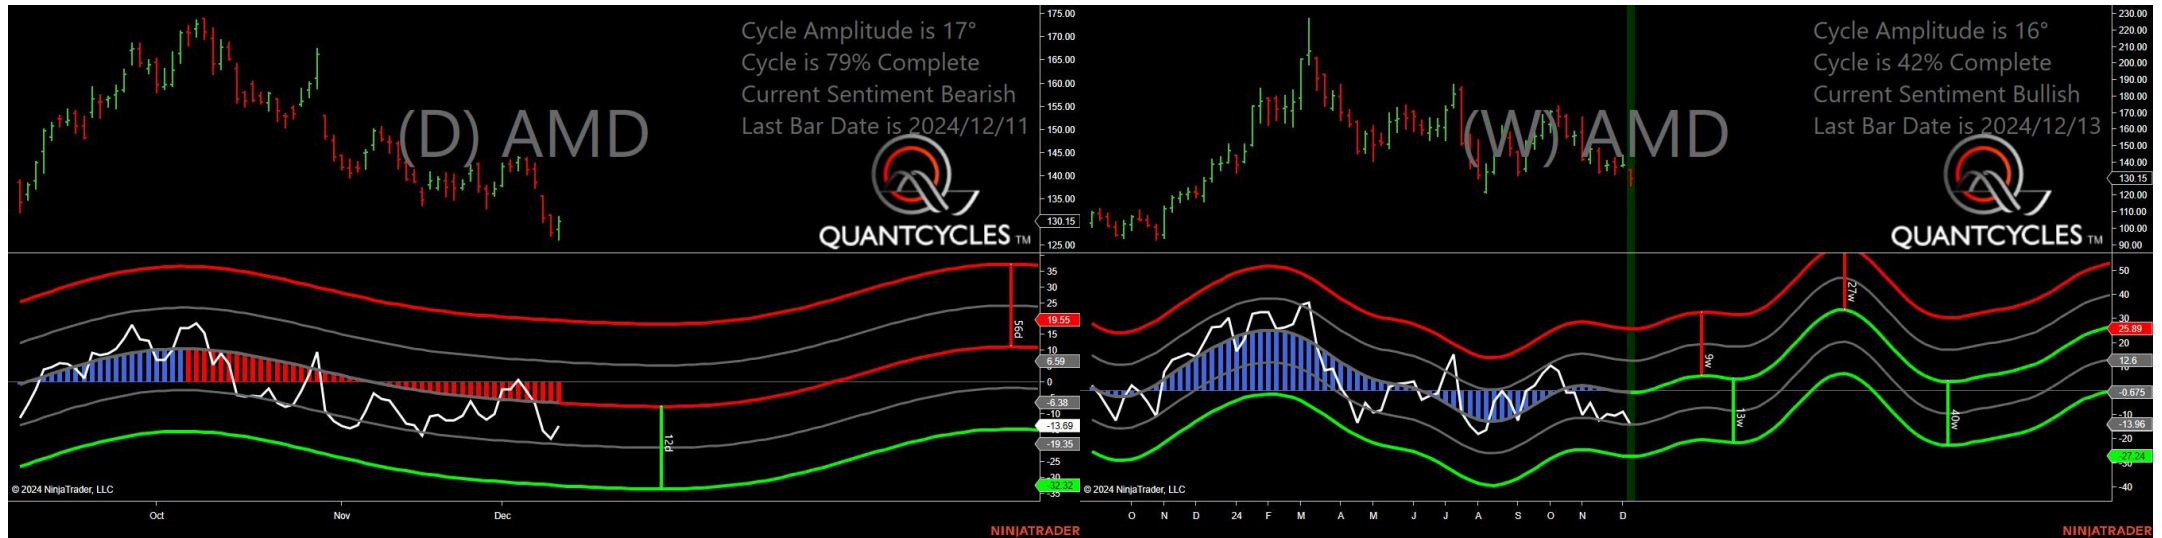 Cycle Amplitude is 17°
Cycle is 79% Complete
Current Sentiment Bearish
Last Bar Date is 2024/12/11
(D) AMD
QUANTCYCLES TM
175.00
170.00
165.00
160.00
155.00
150.00
145.00
140.00
135.00
130.15
125.00
35
30
25
19.55
15
10
6.59
0
-6.38
-10
-13.69
-19.35
-25
-32.32
-35
56d
12d
© 2024 NinjaTrader, LLC
Oct Nov Dec
NINJATRADER
Cycle Amplitude is 16°
Cycle is 42% Complete
Current Sentiment Bullish
Last Bar Date is 2024/12/13
(W) AMD
QUANTCYCLES TM
230.00
220.00
210.00
200.00
190.00
180.00
170.00
160.00
150.00
140.00
130.15
120.00
110.00
100.00
90.00
50
40
30
25.89
20
12.6
-0.675
-10
-13.96
-20
-27.24
-40
27w
9w
13w
40w
© 2024 NinjaTrader, LLC
O N D 24 F M A M J J A S O N D
NINJATRADER